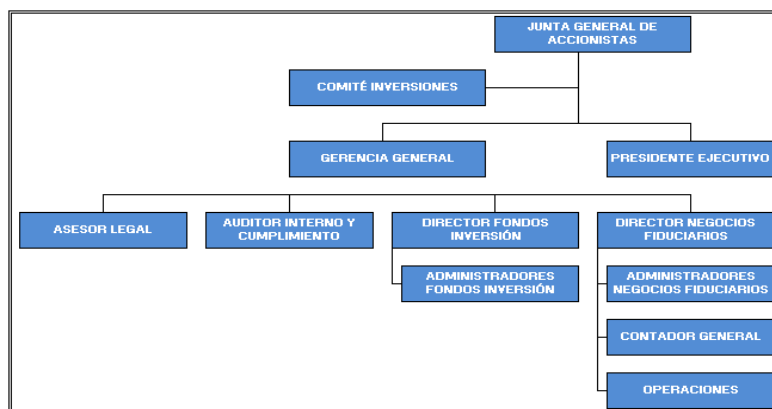 JUNTA GENERAL DE
ACCIONISTAS
COMITÉ INVERSIONES
GERENCIA GENERAL
PRESIDENTE EJECUTIVO
ASESOR LEGAL
AUDITOR INTERNO Y
CUMPLIMIENTO
DIRECTOR FONDOS
INVERSIÓN
DIRECTOR NEGOCIOS
FIDUCIARIOS
ADMINISTRADORES
FONDOS INVERSIÓN
ADMINISTRADORES
NEGOCIOS FIDUCIARIOS
CONTADOR GENERAL
OPERACIONES